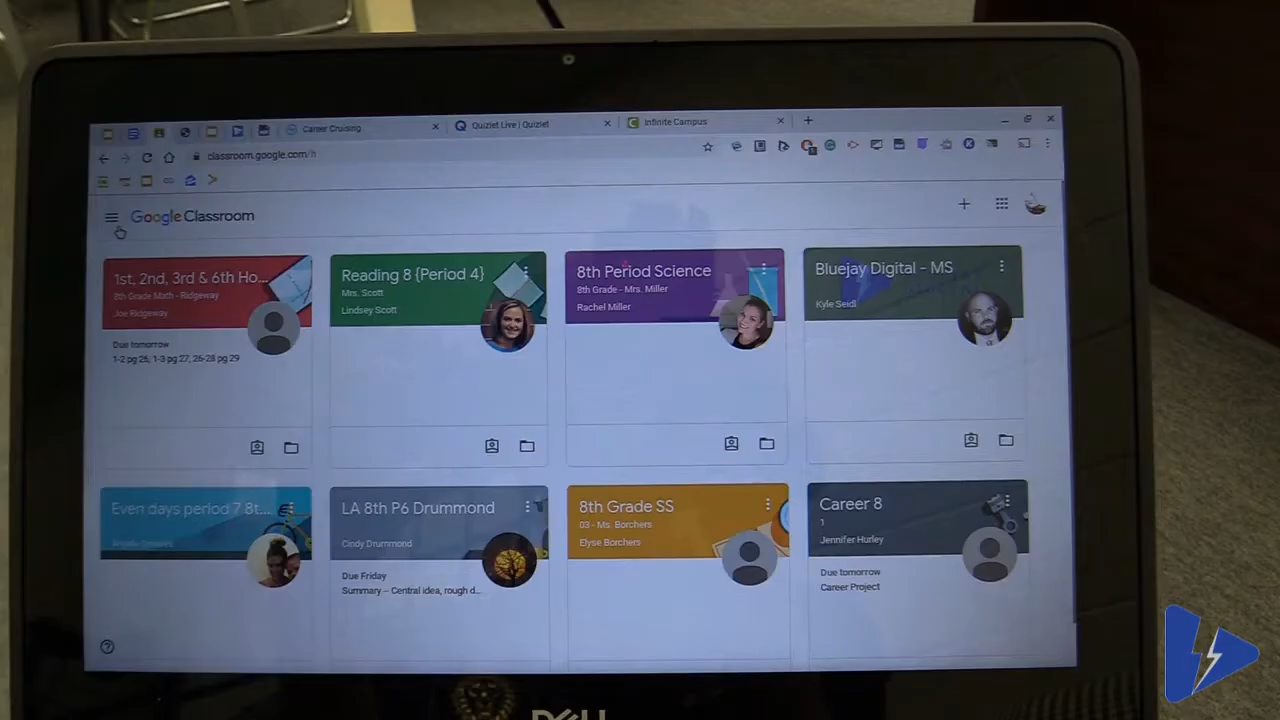 Career Cruising
Quizlet Live | Quizlet
Infinite Campus
classroom.google.com/h
Google Classroom
1st, 2nd, 3rd & 6th Ho...
8th Grade Math - Ridgeway
Joe Ridgeway
Due tomorrow
1-2 pg 26, 1-3 pg 27, 26-28 pg 29
Reading 8 {Period 4}
Mrs. Scott
Lindsey Scott
8th Period Science
8th Grade - Mrs. Miller
Rachel Miller
Bluejay Digital - MS
Kyle Seidl
Even days period 7 8t...
LA 8th P6 Drummond
Cindy Drummond
Due Friday
Summary – Central idea, rough d...
8th Grade SS
03 - Ms. Borchers
Elyse Borchers
Career 8
1
Jennifer Hurley
Due tomorrow
Career Project
DELL